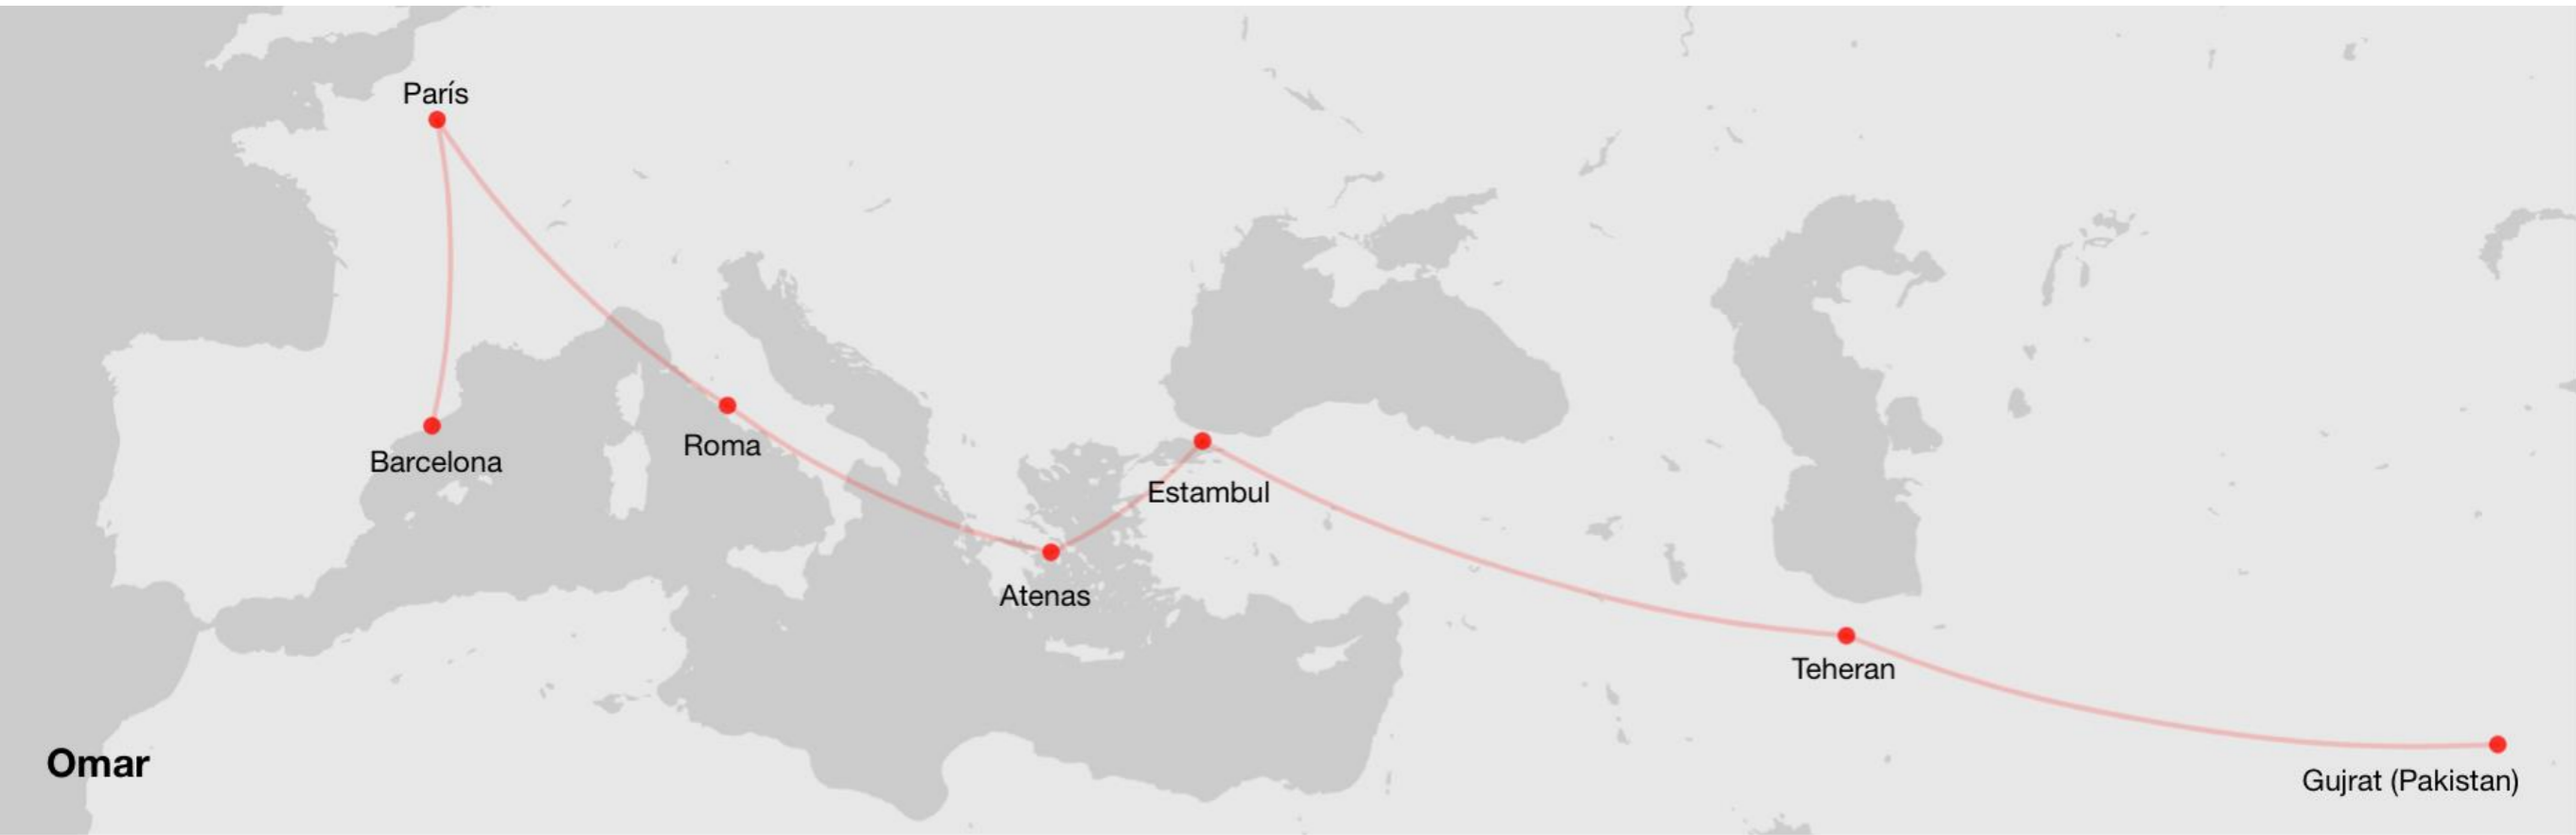 París
Barcelona
Roma
Estambul
Atenas
Teheran
Omar
Gujrat (Pakistan)